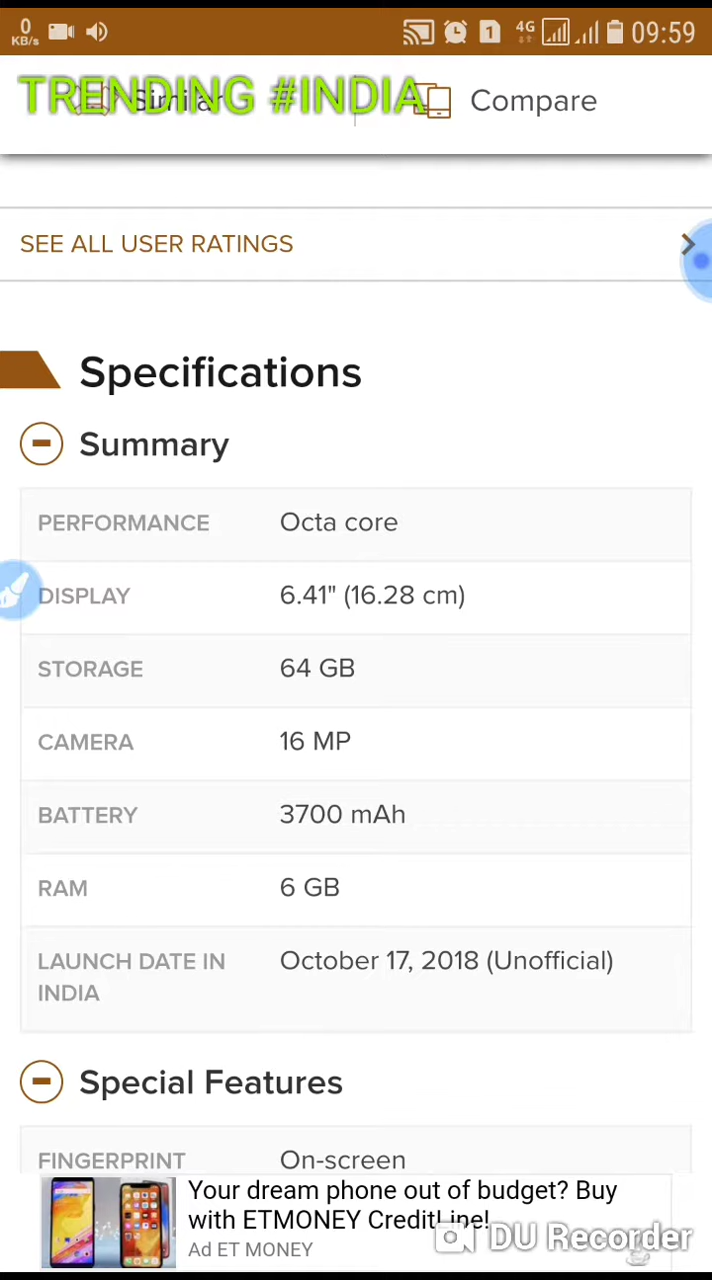 0
KB/s
1
4G
09:59
TRENDING #INDIA
Similar
Compare
SEE ALL USER RATINGS
Specifications
Summary
PERFORMANCE Octa core
DISPLAY 6.41" (16.28 cm)
STORAGE 64 GB
CAMERA 16 MP
BATTERY 3700 mAh
RAM 6 GB
LAUNCH DATE IN INDIA October 17, 2018 (Unofficial)
Special Features
FINGERPRINT On-screen
Your dream phone out of budget? Buy
with ETMONEY CreditLine!
Ad ET MONEY
DU Recorder